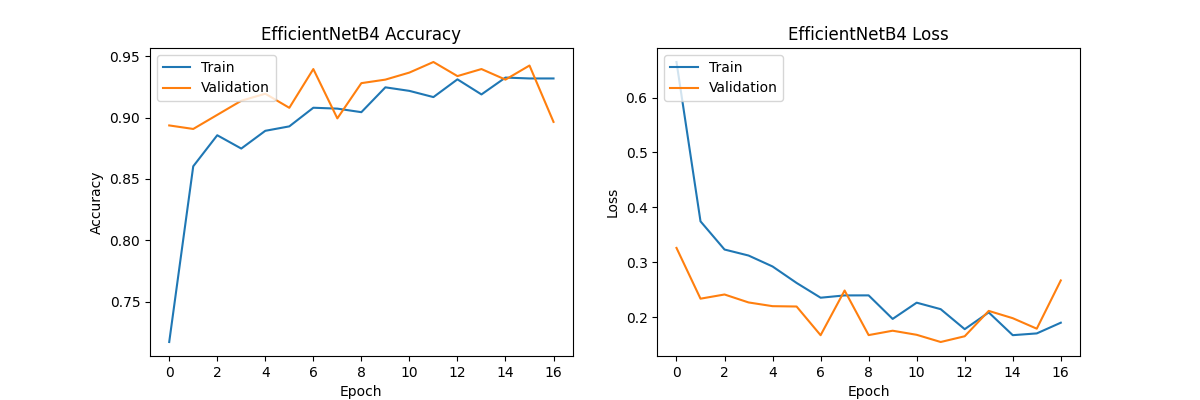 EfficientNetB4 Accuracy
Train
Validation
0.95
0.90
0.85
0.80
0.75
Accuracy
0 2 4 6 8 10 12 14 16
Epoch
EfficientNetB4 Loss
Train
Validation
0.6
0.5
0.4
0.3
0.2
Loss
0 2 4 6 8 10 12 14 16
Epoch